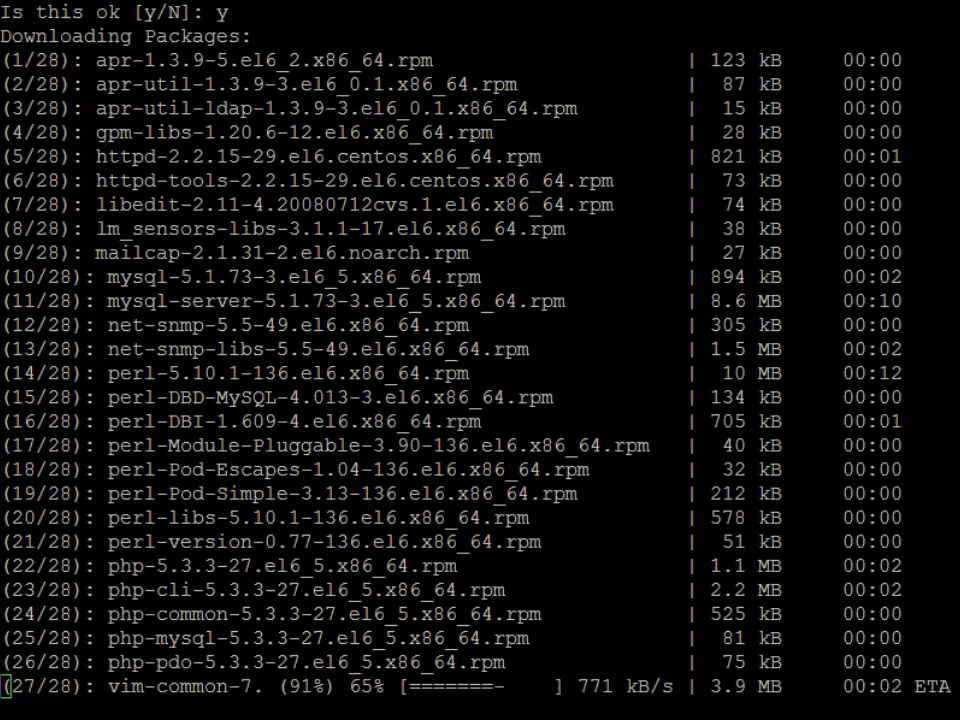 Is this ok [y/N]: y
Downloading Packages:
(1/28): apr-1.3.9-5.el6_2.x86_64.rpm | 123 kB 00:00
(2/28): apr-util-1.3.9-3.el6_0.1.x86_64.rpm | 87 kB 00:00
(3/28): apr-util-ldap-1.3.9-3.el6_0.1.x86_64.rpm | 15 kB 00:00
(4/28): gpm-libs-1.20.6-12.el6.x86_64.rpm | 28 kB 00:00
(5/28): httpd-2.2.15-29.el6.centos.x86_64.rpm | 821 kB 00:01
(6/28): httpd-tools-2.2.15-29.el6.centos.x86_64.rpm | 73 kB 00:00
(7/28): libedit-2.11-4.20080712cvs.1.el6.x86_64.rpm | 74 kB 00:00
(8/28): lm_sensors-libs-3.1.1-17.el6.x86_64.rpm | 38 kB 00:00
(9/28): mailcap-2.1.31-2.el6.noarch.rpm | 27 kB 00:00
(10/28): mysql-5.1.73-3.el6_5.x86_64.rpm | 894 kB 00:02
(11/28): mysql-server-5.1.73-3.el6_5.x86_64.rpm | 8.6 MB 00:10
(12/28): net-snmp-5.5-49.el6.x86_64.rpm | 305 kB 00:00
(13/28): net-snmp-libs-5.5-49.el6.x86_64.rpm | 1.5 MB 00:02
(14/28): perl-5.10.1-136.el6.x86_64.rpm | 10 MB 00:12
(15/28): perl-DBD-MySQL-4.013-3.el6.x86_64.rpm | 134 kB 00:00
(16/28): perl-DBI-1.609-4.el6.x86_64.rpm | 705 kB 00:01
(17/28): perl-Module-Pluggable-3.90-136.el6.x86_64.rpm | 40 kB 00:00
(18/28): perl-Pod-Escapes-1.04-136.el6.x86_64.rpm | 32 kB 00:00
(19/28): perl-Pod-Simple-3.13-136.el6.x86_64.rpm | 212 kB 00:00
(20/28): perl-libs-5.10.1-136.el6.x86_64.rpm | 578 kB 00:00
(21/28): perl-version-0.77-136.el6.x86_64.rpm | 51 kB 00:00
(22/28): php-5.3.3-27.el6_5.x86_64.rpm | 1.1 MB 00:02
(23/28): php-cli-5.3.3-27.el6_5.x86_64.rpm | 2.2 MB 00:02
(24/28): php-common-5.3.3-27.el6_5.x86_64.rpm | 525 kB 00:00
(25/28): php-mysql-5.3.3-27.el6_5.x86_64.rpm | 81 kB 00:00
(26/28): php-pdo-5.3.3-27.el6_5.x86_64.rpm | 75 kB 00:00
(27/28): vim-common-7. (91%) 65% [=======- ] 771 kB/s | 3.9 MB 00:02 ETA